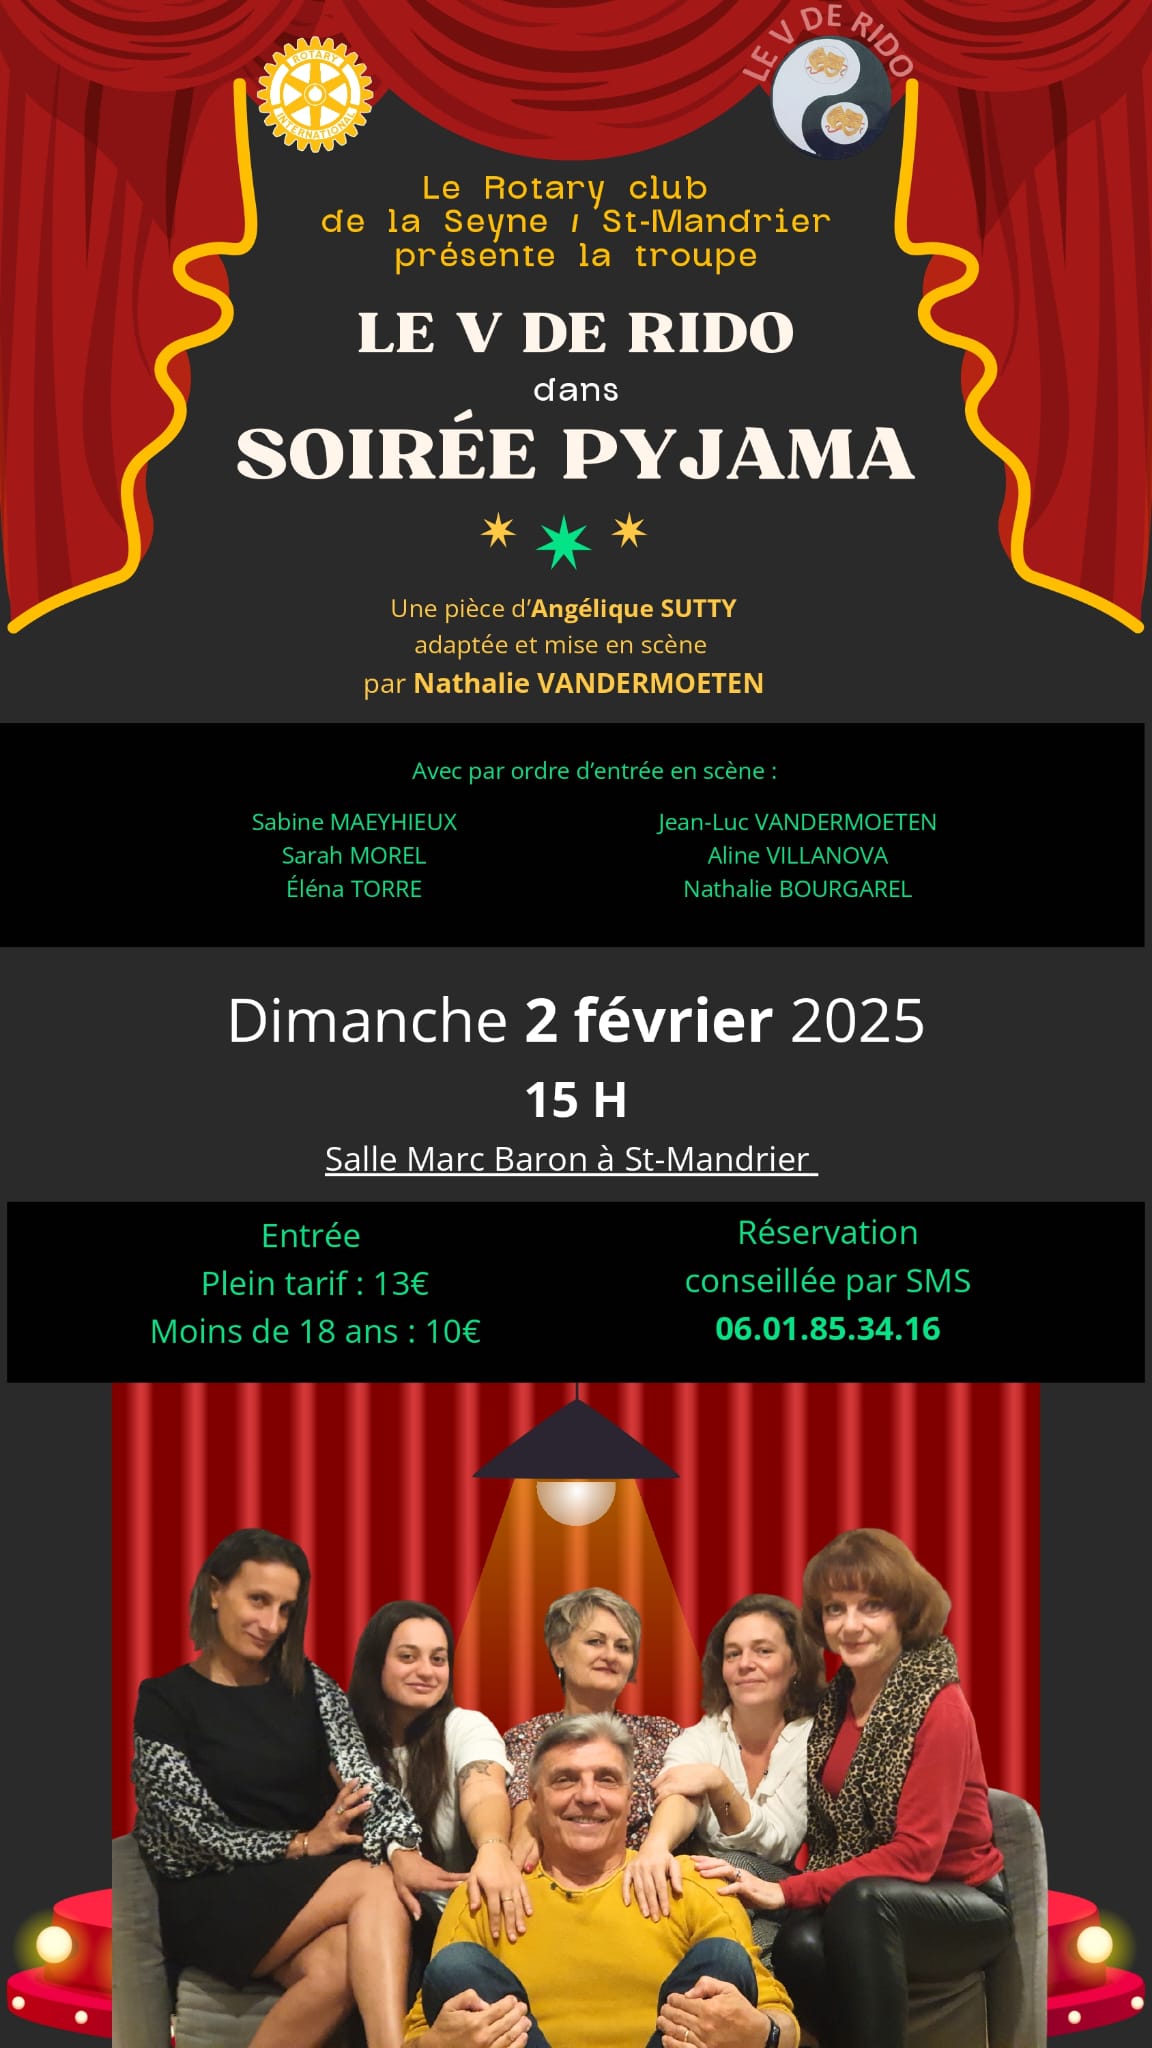 ROTARY
INTERNATIONAL
LE V DE RIDO
Le Rotary club
de la Seyne / St-Mandrier
présente la troupe
LE V DE RIDO
dans
SOIRÉE PYJAMA
Une pièce d'Angélique SUTTY
adaptée et mise en scène
par Nathalie VANDERMOETEN
Avec par ordre d'entrée en scène :
Sabine MAEYHIEUX
Sarah MOREL
Éléna TORRE
Jean-Luc VANDERMOETEN
Aline VILLANOVA
Nathalie BOURGAREL
Dimanche 2 février 2025
15 H
Salle Marc Baron à St-Mandrier
Entrée
Plein tarif : 13€
Moins de 18 ans : 10€
Réservation
conseillée par SMS
06.01.85.34.16